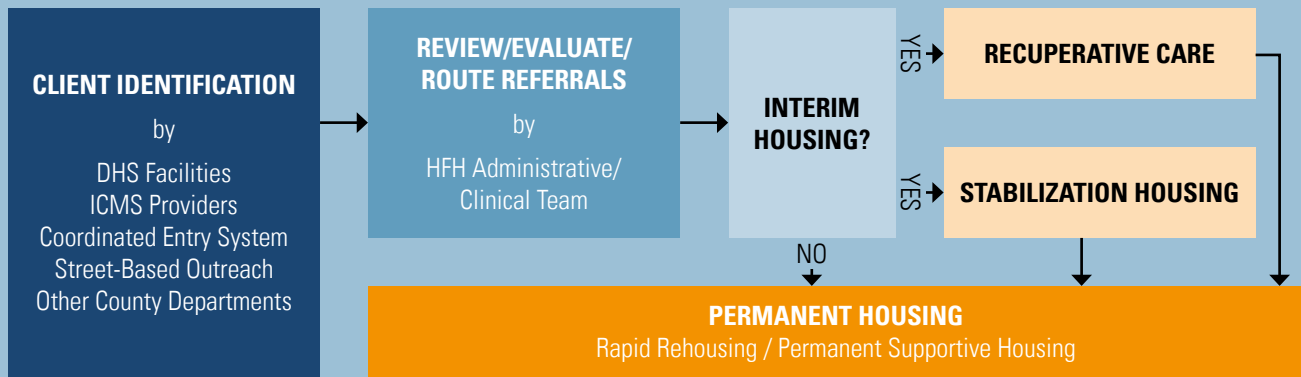 CLIENT IDENTIFICATION
by
DHS Facilities
ICMS Providers
Coordinated Entry System
Street-Based Outreach
Other County Departments
REVIEW/EVALUATE/
ROUTE REFERRALS
by
HFH Administrative/
Clinical Team
INTERIM
HOUSING?
YES
RECUPERATIVE CARE
YES
STABILIZATION HOUSING
NO
PERMANENT HOUSING
Rapid Rehousing / Permanent Supportive Housing